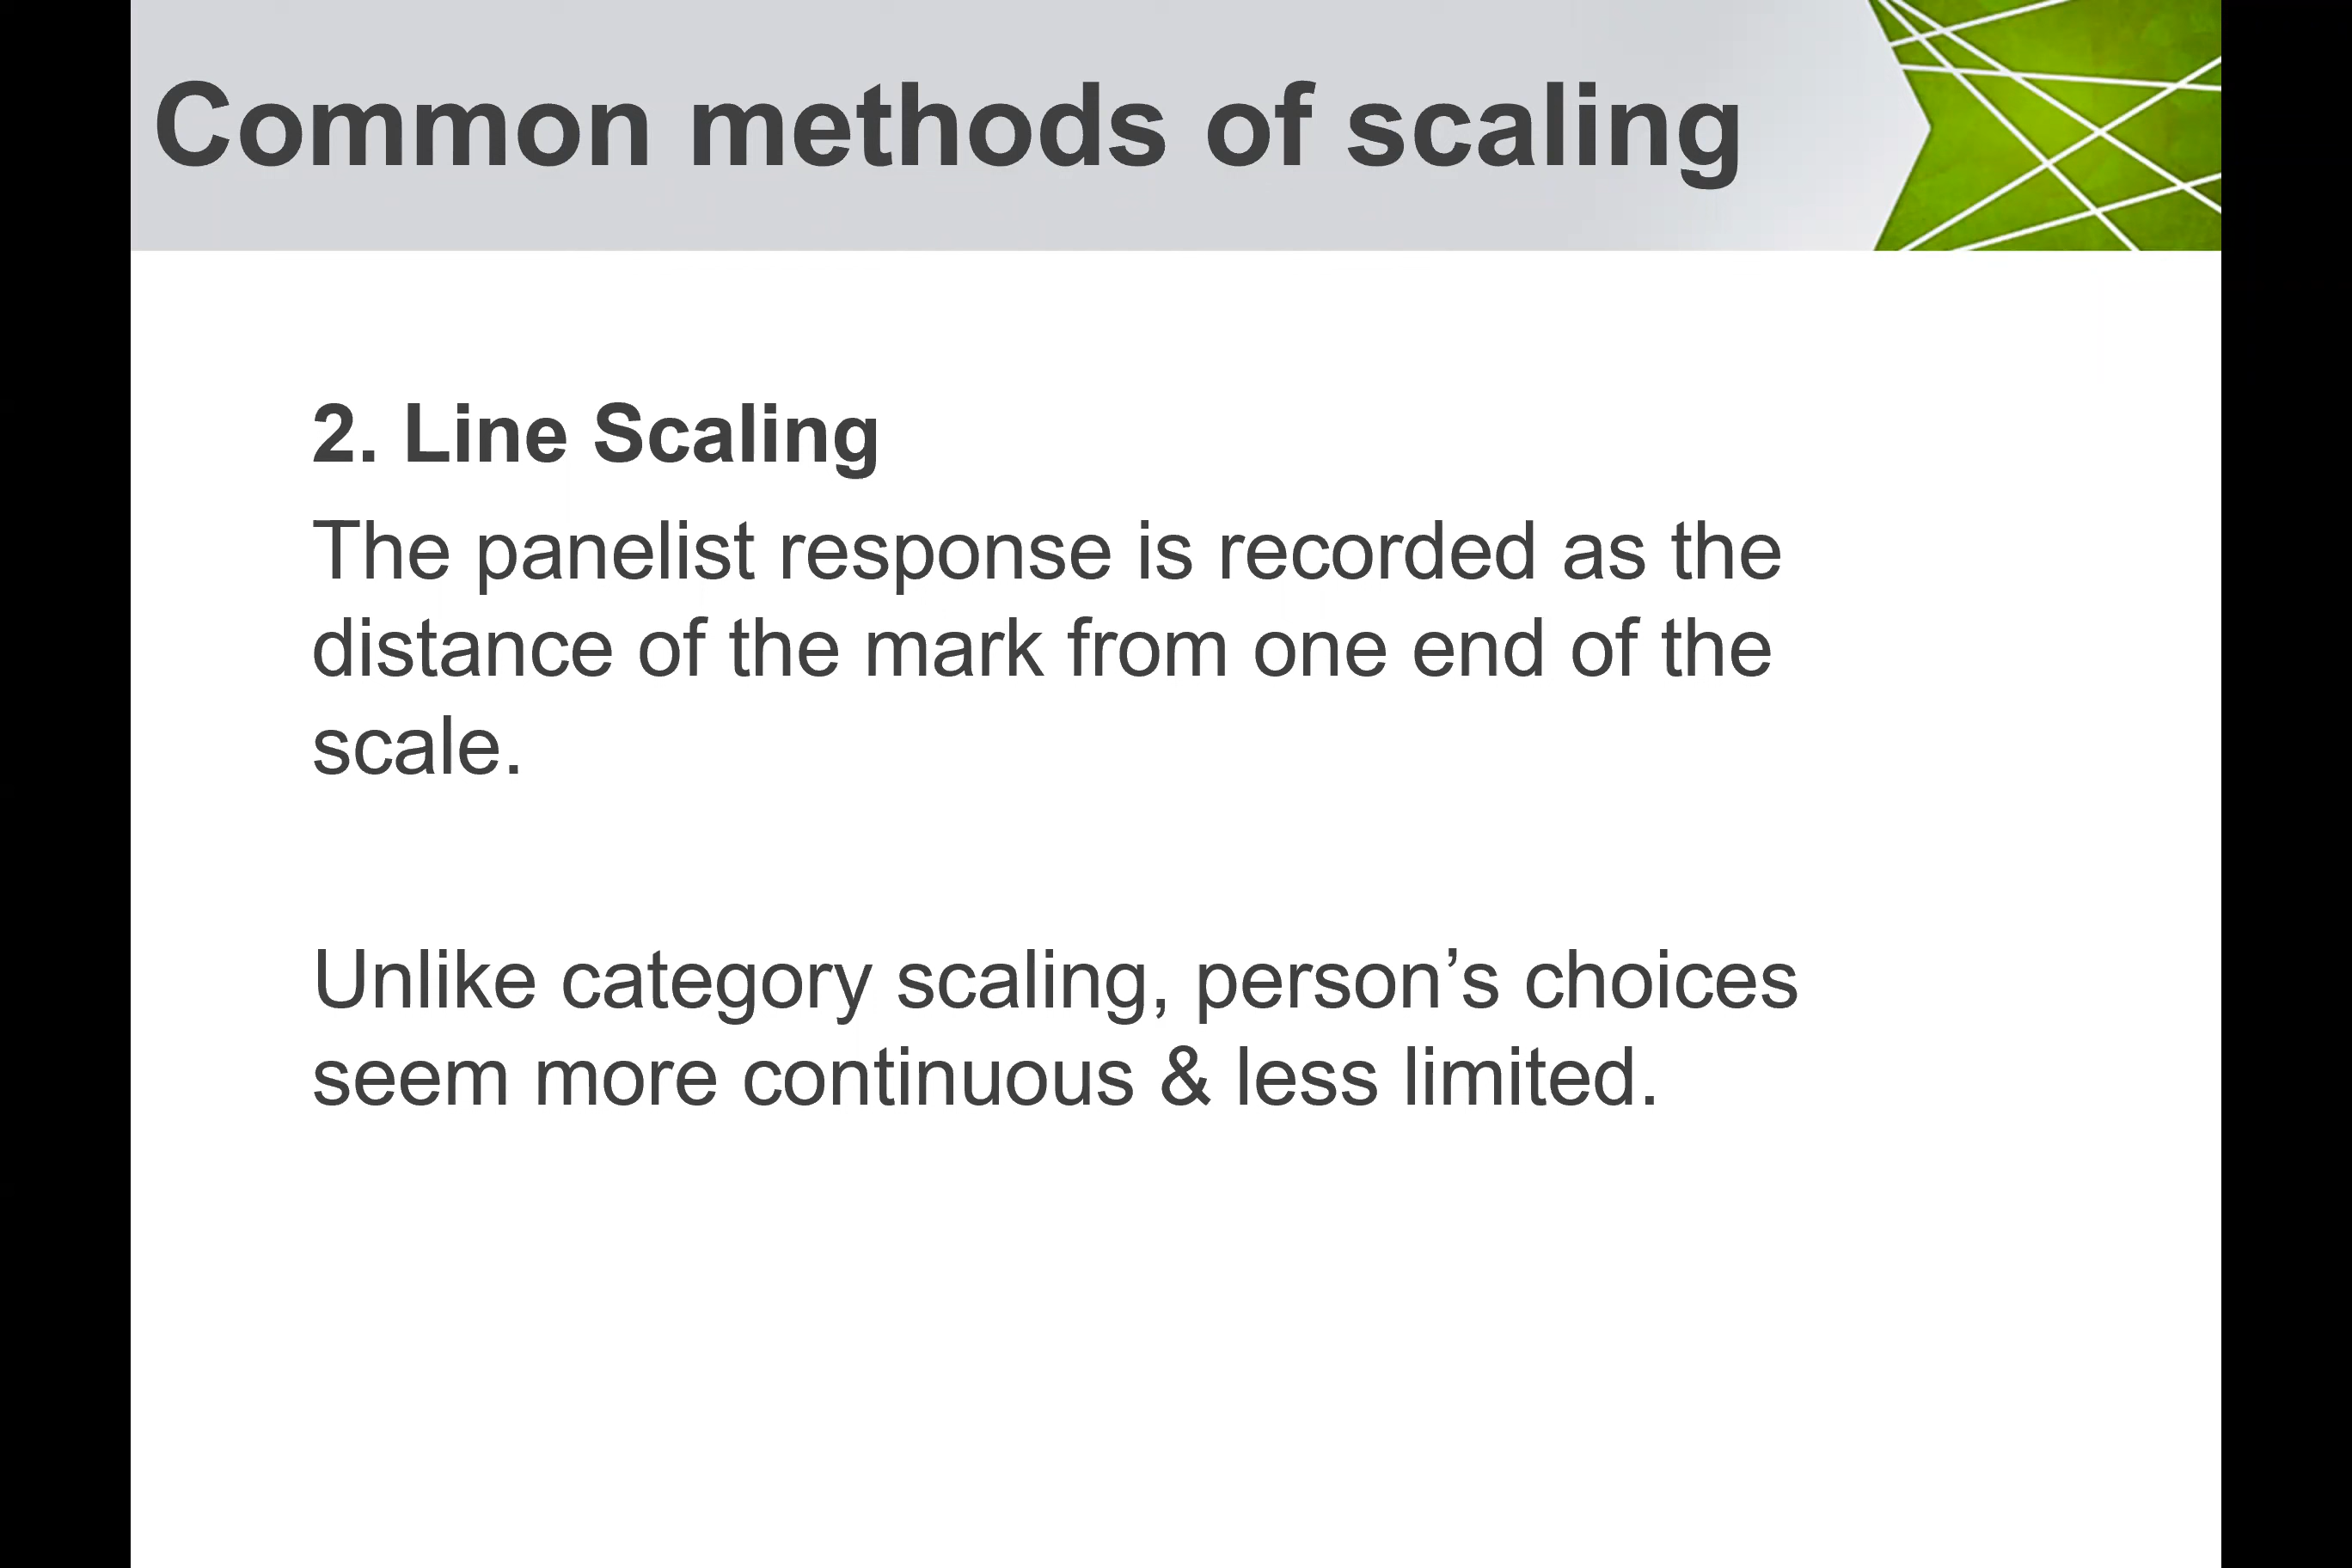 Common methods of scaling
2. Line Scaling
The panelist response is recorded as the
distance of the mark from one end of the
scale.
Unlike category scaling, person’s choices
seem more continuous & less limited.